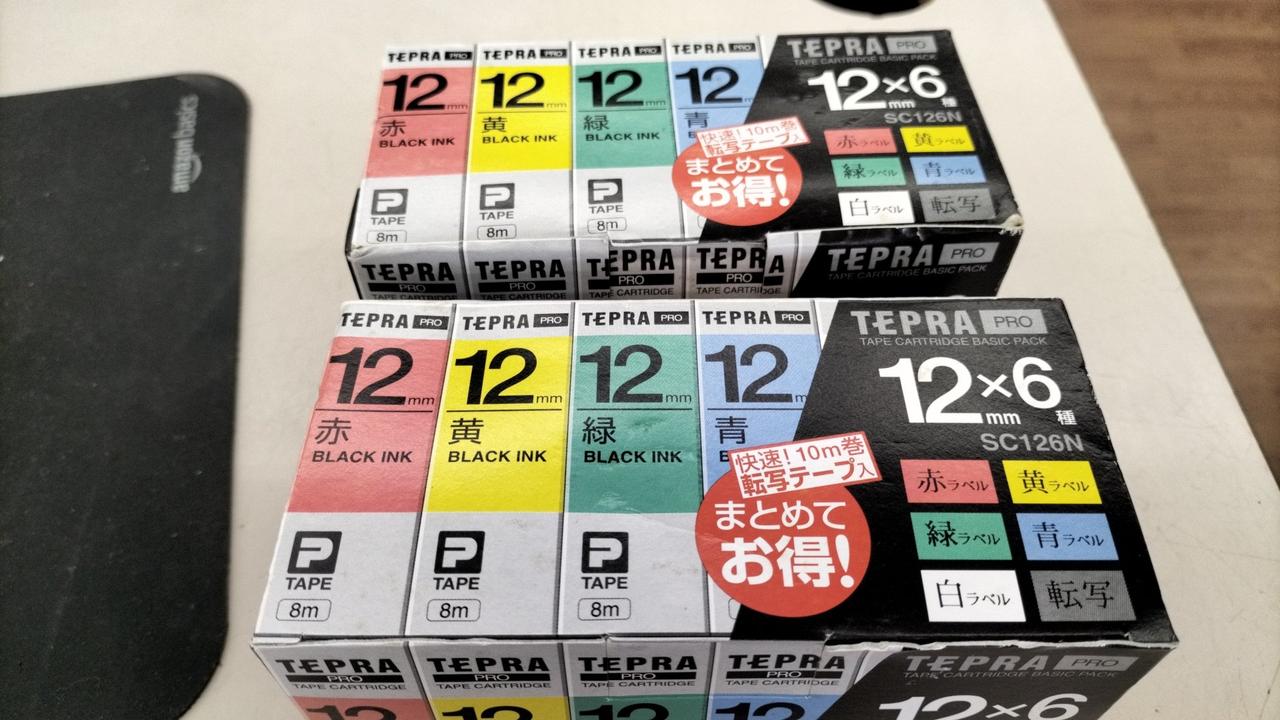 amazonbasics
TEPRA PRO TEPRA PRO TEPRA PRO TEPRA PRO
12mm 12mm 12mm 12
赤 黄 緑 青
BLACK INK BLACK INK BLACK INK B
P P P
TAPE TAPE TAPE
8m 8m 8m
TEPRA PRO
TAPE CARTRIDGE BASIC PACK
12mm×6種
SC126N
快速!10m巻
転写テープ入
まとめて
お得!
赤ラベル 黄ラベル
緑ラベル 青ラベル
白ラベル 転写
TEPRA TEPRA TEPRA TEPRA
PRO PRO PRO PRO
TAPE CARTRIDGE TAPE CARTRIDGE TAPE CARTRIDGE TAPE CARTRIDGE
TEPRA PRO
TAPE CARTRIDGE BASIC PACK
TEPRA PRO TEPRA PRO TEPRA PRO TEPRA PRO
12mm 12mm 12mm 12m
赤 黄 緑 青
BLACK INK BLACK INK BLACK INK B
P P P
TAPE TAPE TAPE
8m 8m 8m
TEPRA PRO
TAPE CARTRIDGE BASIC PACK
12mm×6種
SC126N
快速!10m巻
転写テープ入
まとめて
お得!
赤ラベル 黄ラベル
緑ラベル 青ラベル
白ラベル 転写
TEPRA TEPRA TEPRA TEPRA
PRO PRO PRO PRO
TAPE CARTRIDGE TAPE CARTRIDGE TAPE CARTRIDGE TAPE CARTRIDGE
12 12 12 12
TEPRA PRO
TAPE CARTRIDGE BASIC PACK
12×6